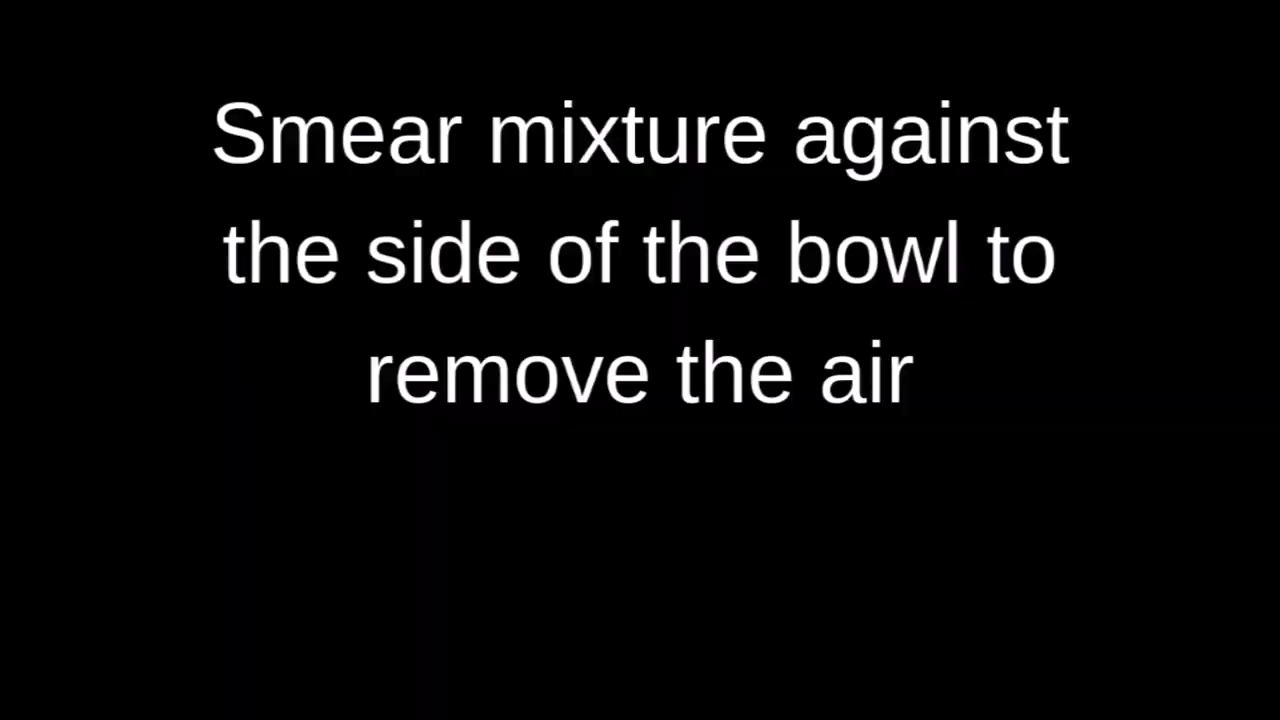 Smear mixture against
the side of the bowl to
remove the air